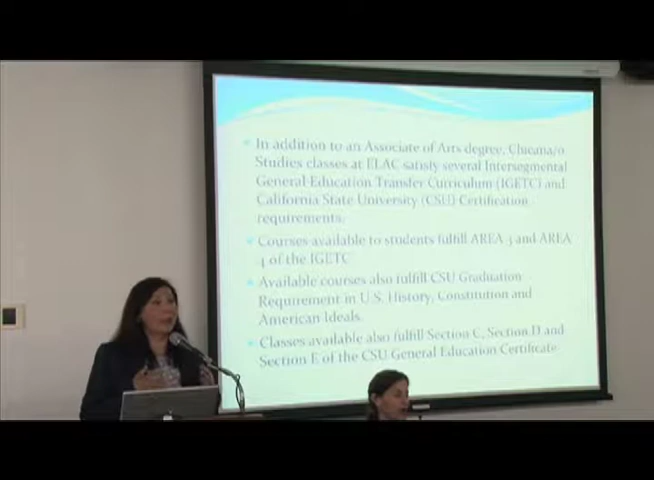 In addition to an Associate of Arts degree, Chicana/o
Studies classes at ELAC satisfy several Intersegmental
General Education Transfer Curriculum (IGETC) and
California State University (CSU) Certification
requirements.
Courses available to students fulfill AREA 3 and AREA
4 of the IGETC
Available courses also fulfill CSU Graduation
Requirement in U.S. History, Constitution and
American Ideals.
Classes available also fulfill Section C, Section D and
Section E of the CSU General Education Certificate